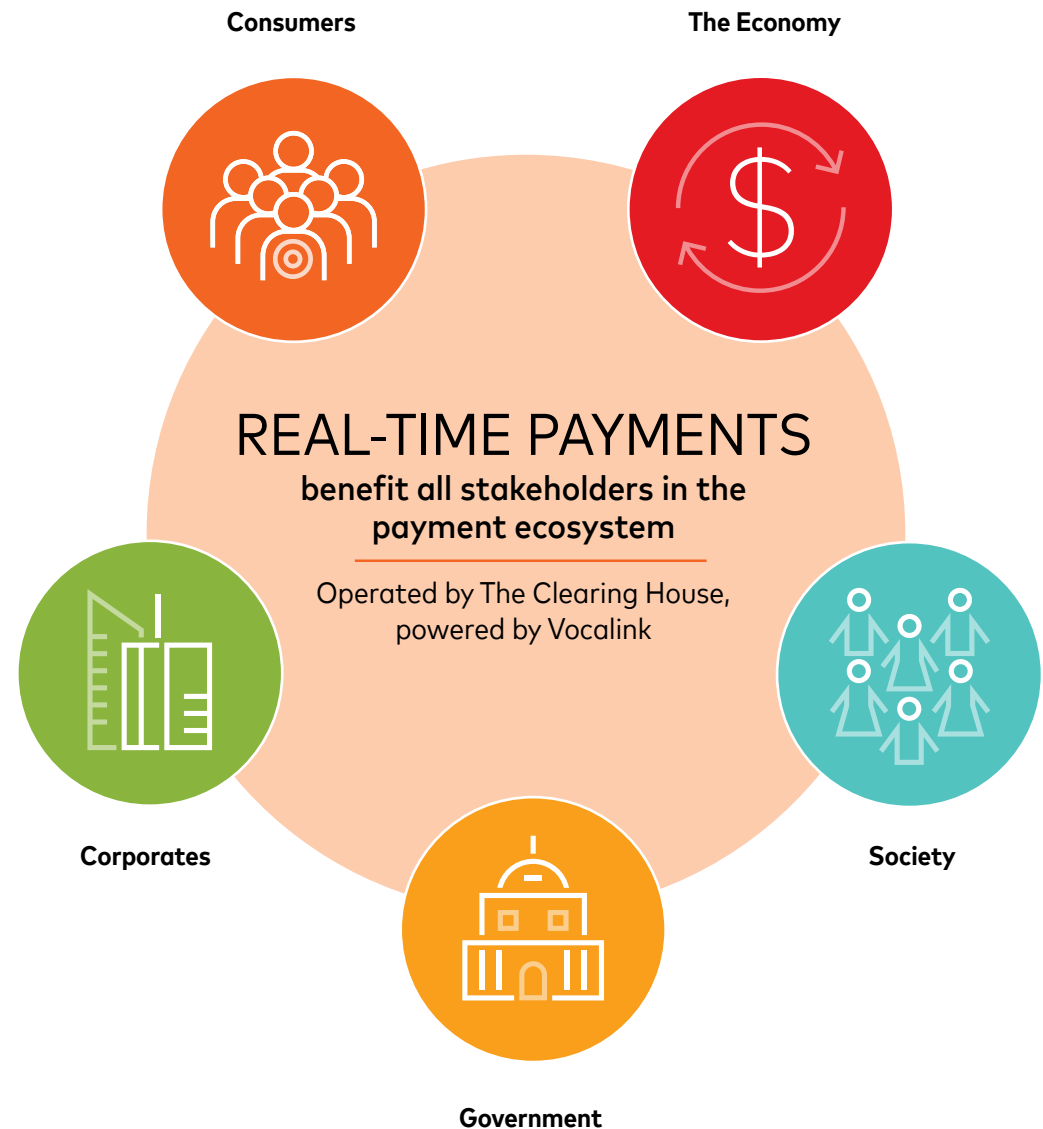 Consumers
The Economy
REAL-TIME PAYMENTS
benefit all stakeholders in the
payment ecosystem
Operated by The Clearing House,
powered by Vocalink
Corporates
Society
Government